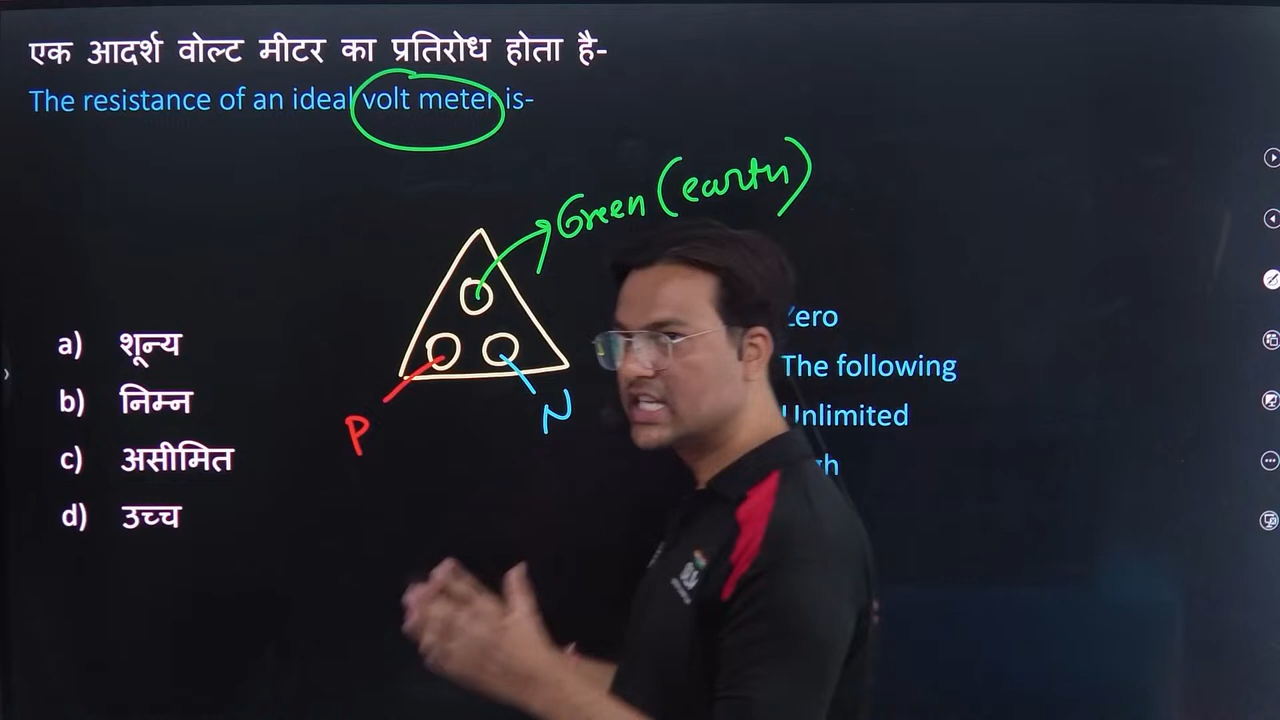 एक आदर्श वोल्ट मीटर का प्रतिरोध होता है-
The resistance of an ideal volt meter is-
Green (earth)
P
N
a) शून्य
b) निम्न
c) असीमित
d) उच्च
Zero
The following
Unlimited